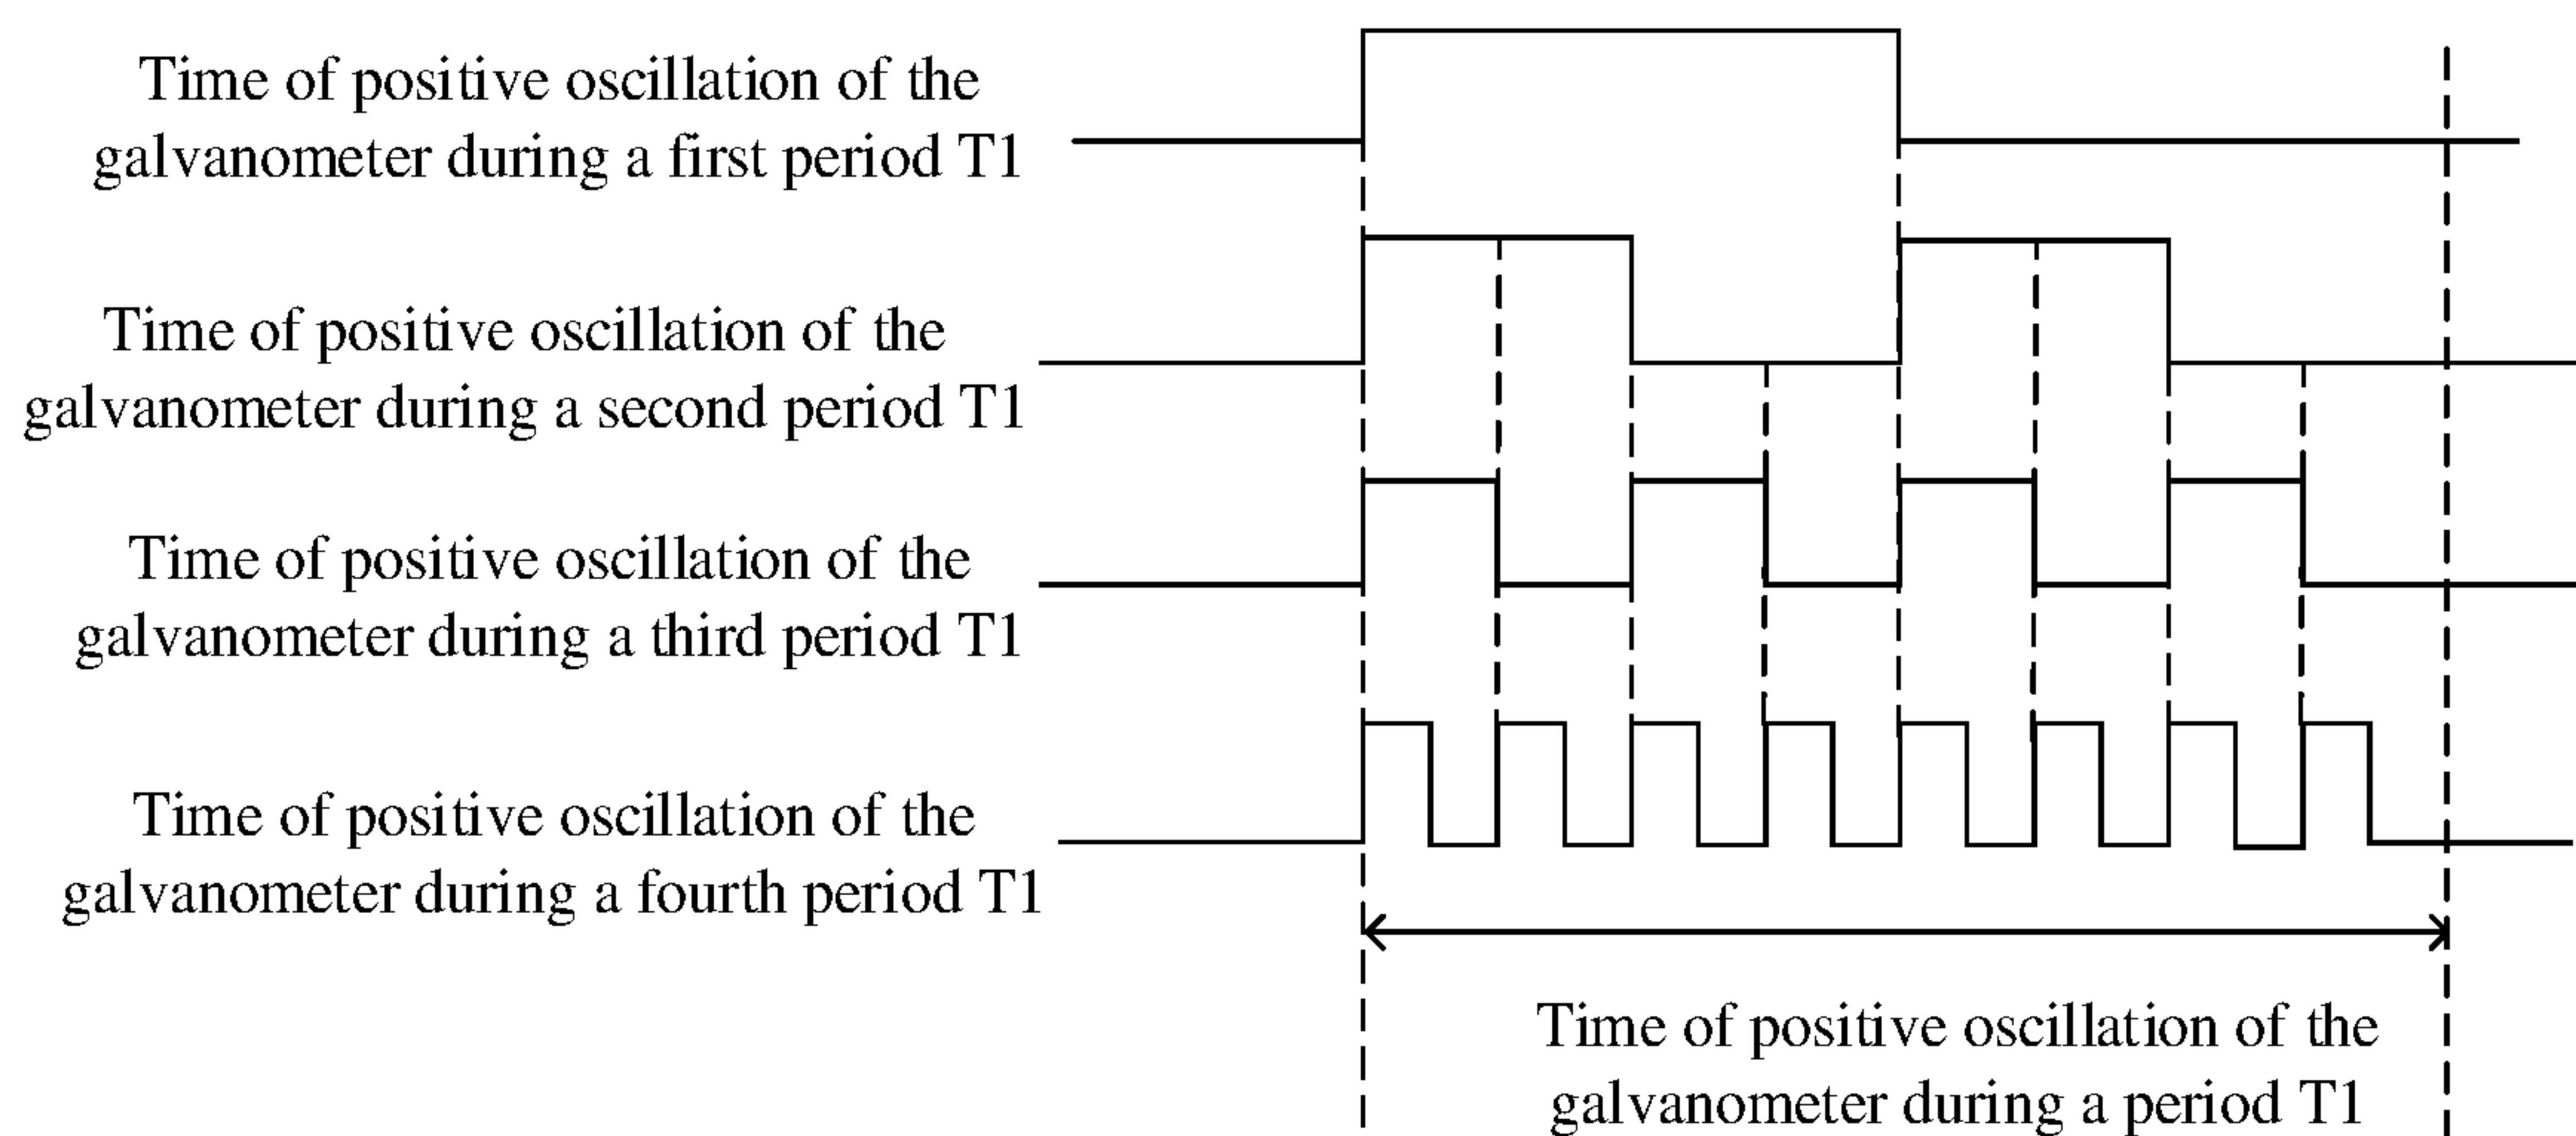 Time of positive oscillation of the
galvanometer during a first period T1
Time of positive oscillation of the
galvanometer during a second period T1
Time of positive oscillation of the
galvanometer during a third period T1
Time of positive oscillation of the
galvanometer during a fourth period T1
Time of positive oscillation of the
galvanometer during a period T1